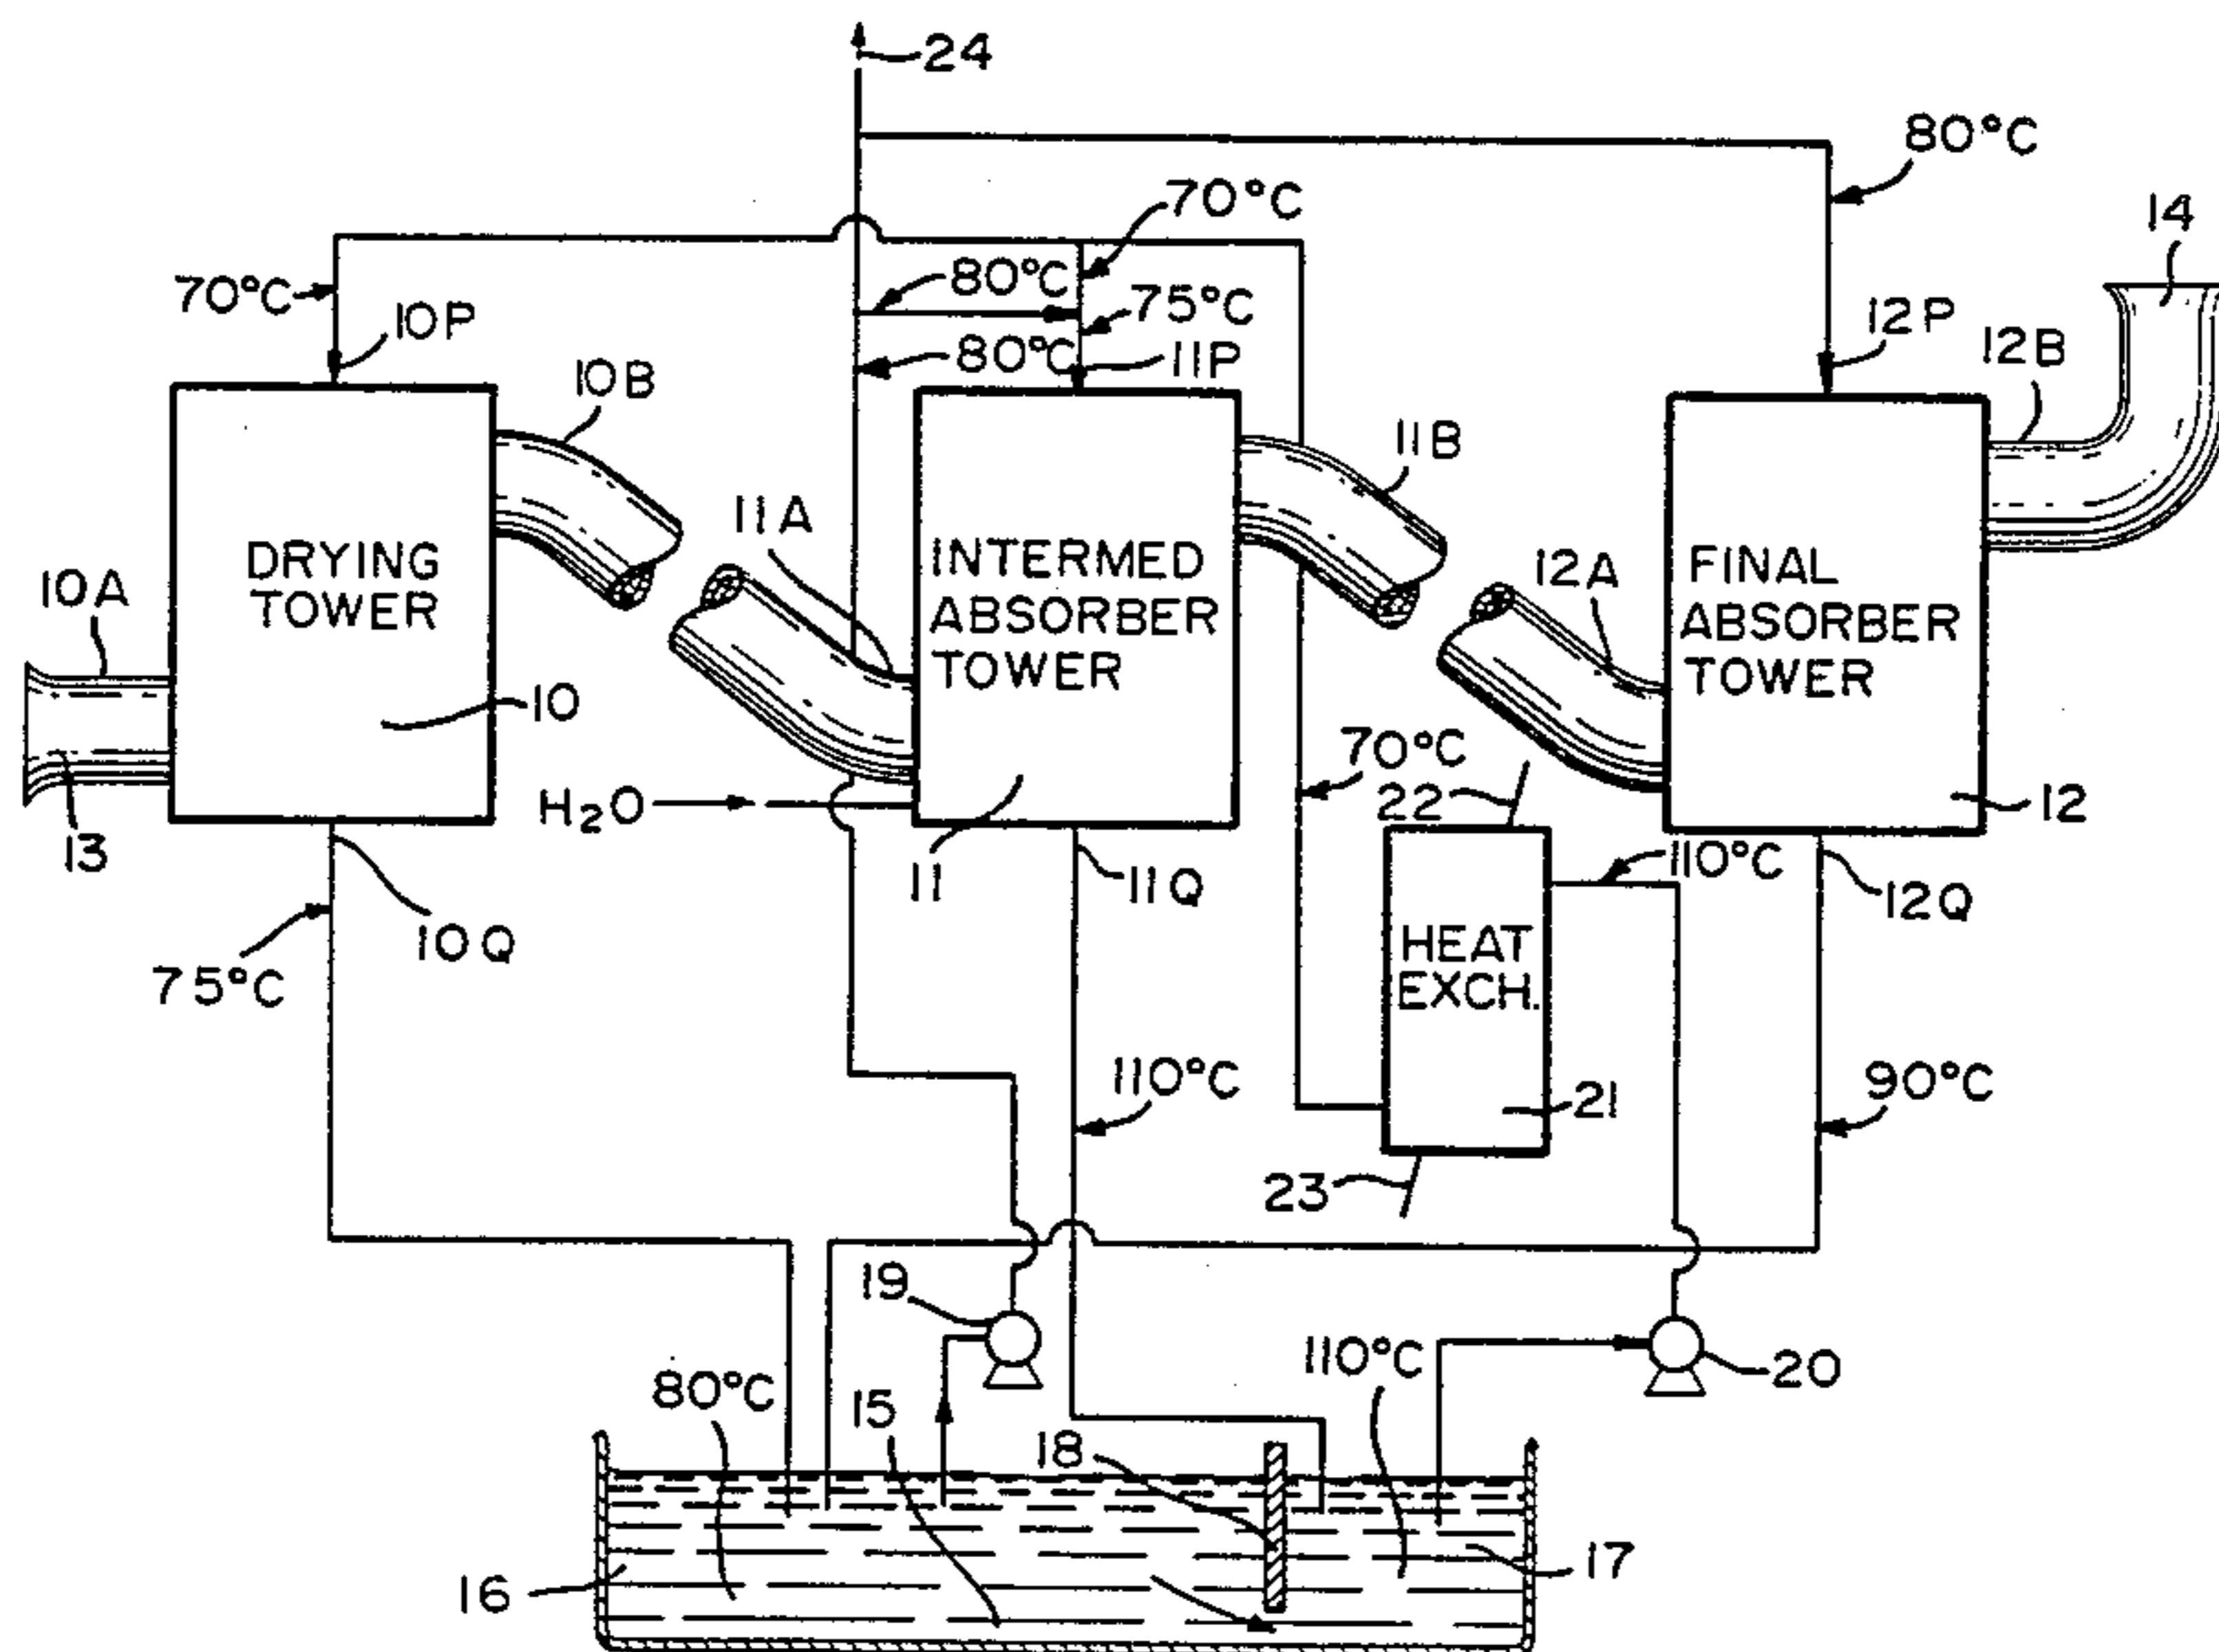 24
80°C
70°C
14
70°C
80°C
75°C
10P
12P
80°C
11P
12B
10B
11B
11A
DRYING
TOWER
INTERMED
ABSORBER
TOWER
12A
FINAL
ABSORBER
TOWER
10A
10
70°C
22
H₂O
12
13
11
11Q
110°C
12Q
10Q
HEAT
EXCH.
75°C
110°C
21
90°C
23
19
80°C
15
18
110°C
20
16
17